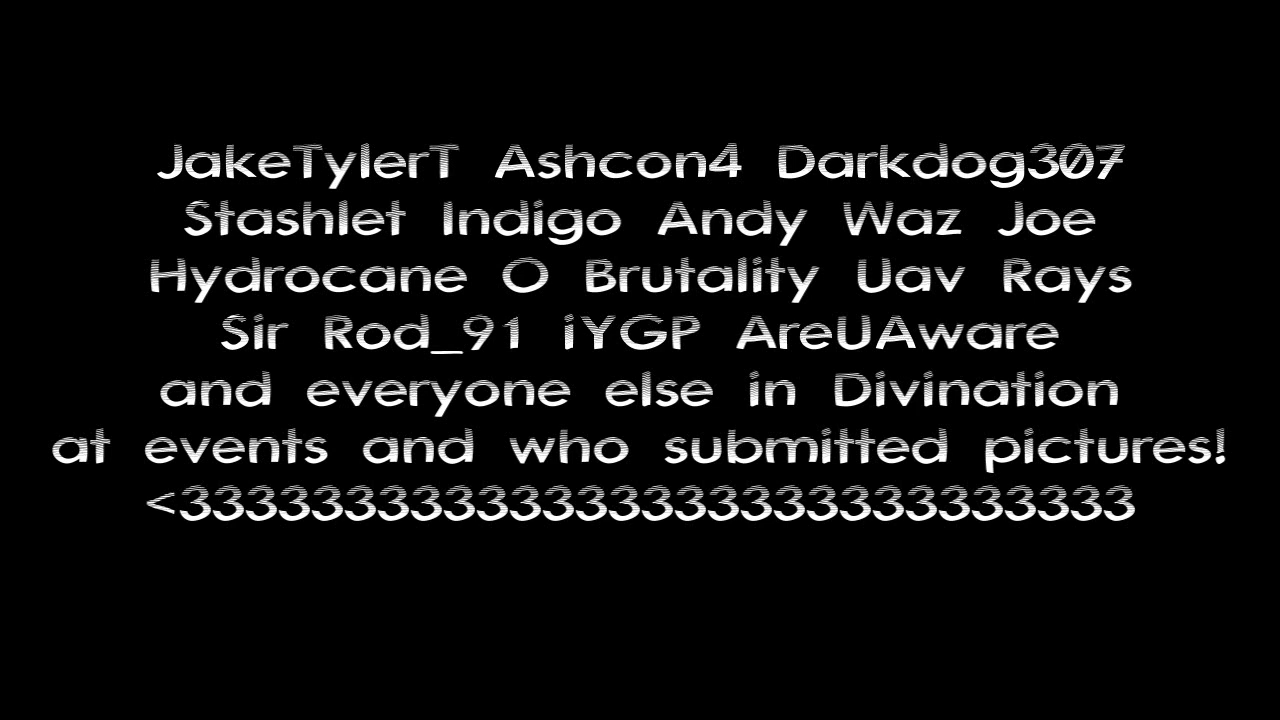 JakeTylerT Ashcon4 Darkdog307
Stashlet Indigo Andy Waz Joe
Hydrocane O Brutality Uav Rays
Sir Rod_91 iYGP AreUAware
and everyone else in Divination
at events and who submitted pictures!
<33333333333333333333333333333